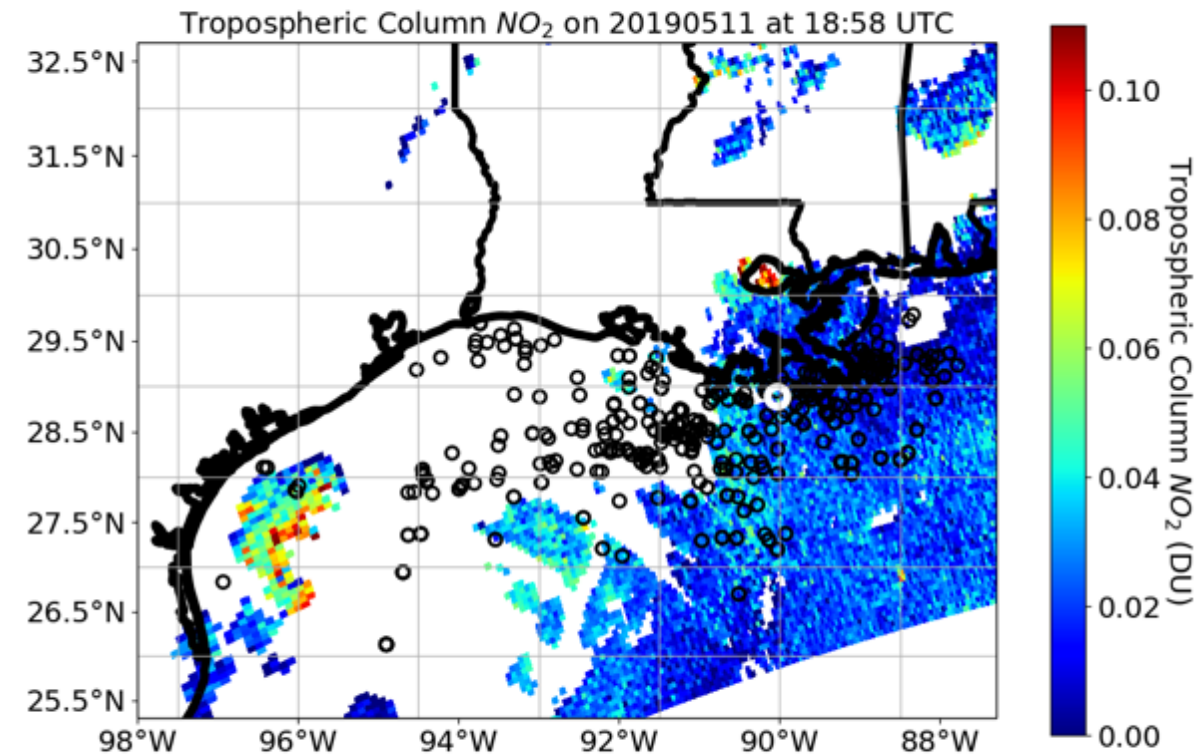 Tropospheric Column NO₂ on 20190511 at 18:58 UTC
32.5°N
31.5°N
30.5°N
29.5°N
28.5°N
27.5°N
26.5°N
25.5°N
98°W 96°W 94°W 92°W 90°W 88°W
0.10
0.08
0.06
0.04
0.02
0.00
Tropospheric Column NO₂ (DU)